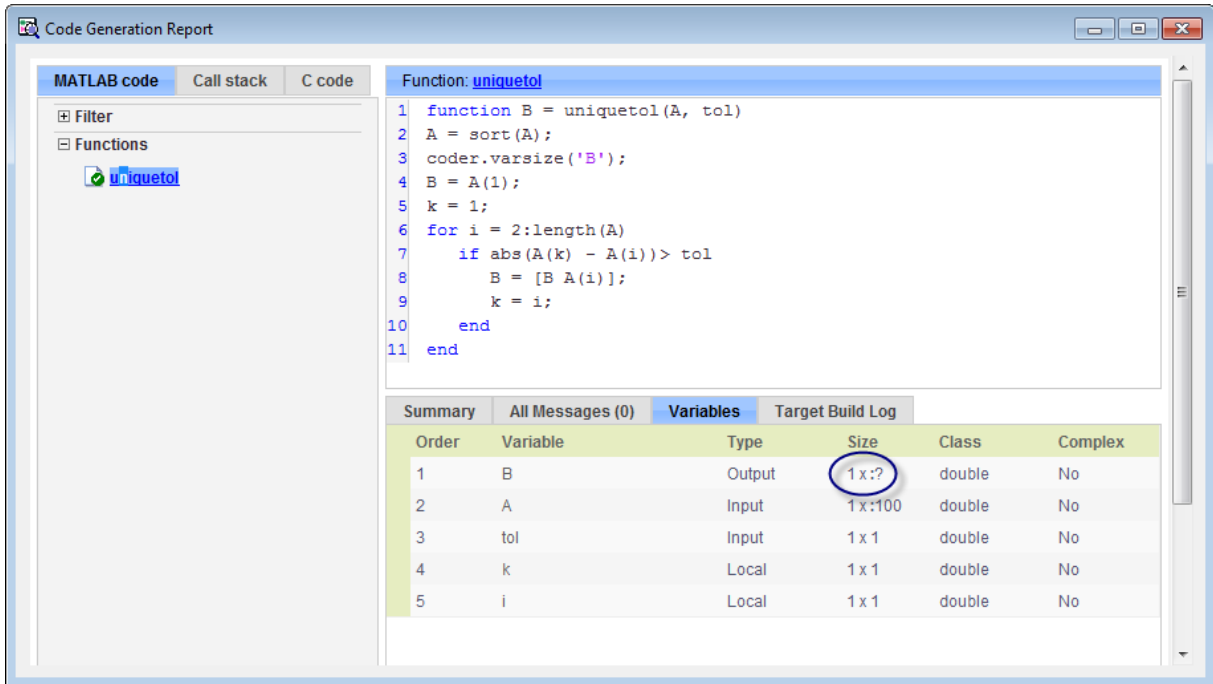 Code Generation Report
MATLAB code Call stack C code
Filter
Functions
uniquetol
Function: uniquetol
1 function B = uniquetol(A, tol)
2 A = sort(A);
3 coder.varsize('B');
4 B = A(1);
5 k = 1;
6 for i = 2:length(A)
7 if abs(A(k) - A(i))> tol
8 B = [B A(i)];
9 k = i;
10 end
11 end
Summary All Messages (0) Variables Target Build Log
Order Variable Type Size Class Complex
1 B Output 1 x :? double No
2 A Input 1 x :100 double No
3 tol Input 1 x 1 double No
4 k Local 1 x 1 double No
5 i Local 1 x 1 double No